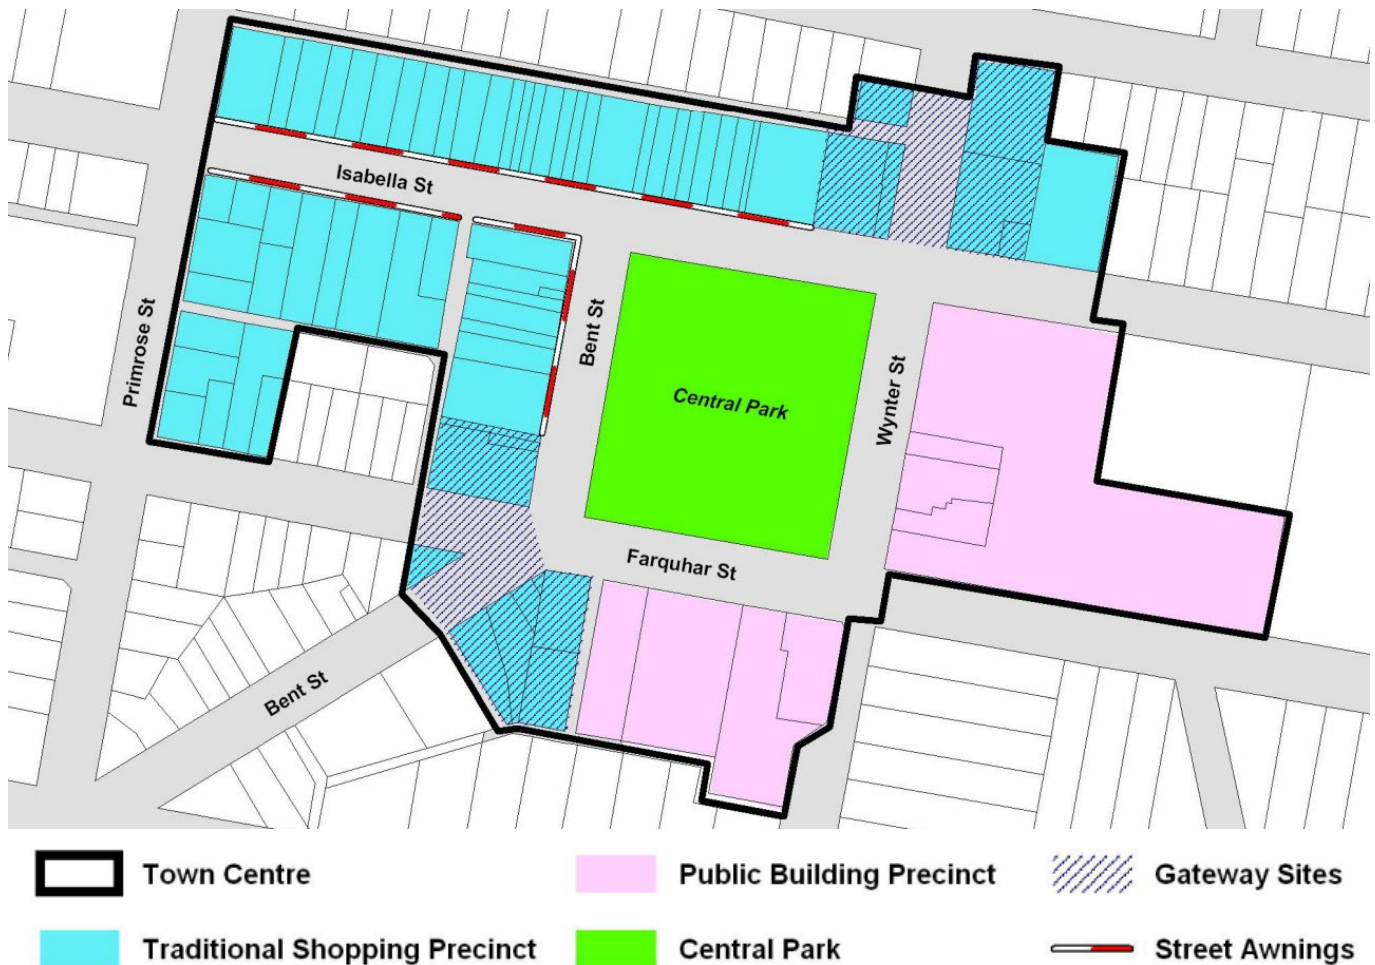 Isabella St
Primrose St
Bent St
Central Park
Wynter St
Farquhar St
Bent St
Town Centre
Public Building Precinct
Gateway Sites
Traditional Shopping Precinct
Central Park
Street Awnings